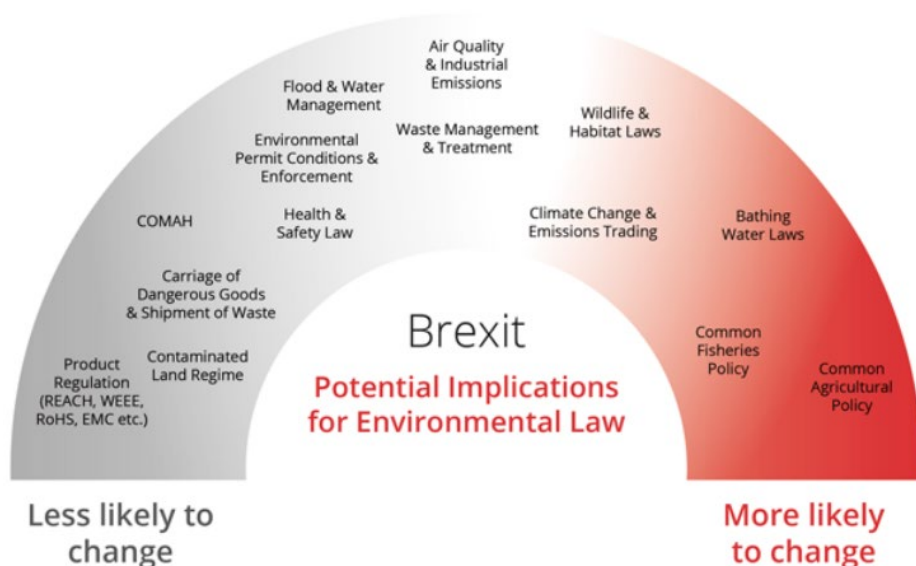 Air Quality
& Industrial
Emissions
Flood & Water
Management
Waste Management
& Treatment
Wildlife &
Habitat Laws
Environmental
Permit Conditions &
Enforcement
COMAH
Health &
Safety Law
Climate Change &
Emissions Trading
Bathing
Water Laws
Carriage of
Dangerous Goods
& Shipment of Waste
Product
Regulation
(REACH, WEEE,
RoHS, EMC etc.)
Contaminated
Land Regime
Common
Fisheries
Policy
Common
Agricultural
Policy
Brexit
Potential Implications
for Environmental Law
Less likely to
change
More likely
to change